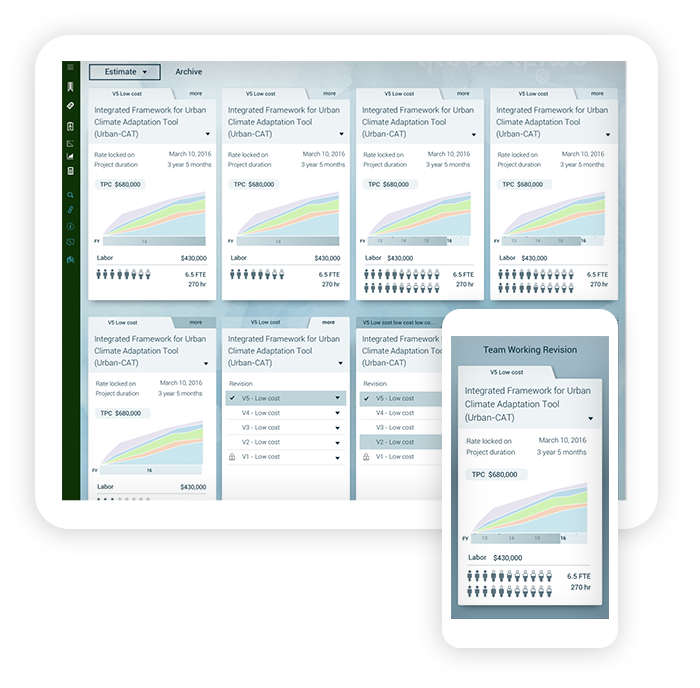 Estimate
Archive
V5 Low cost more
Integrated Framework for Urban
Climate Adaptation Tool
(Urban-CAT)
Rate locked on March 10, 2016
Project duration 3 year 5 months
TPC $680,000
FY 14
Labor $430,000
6.5 FTE
270 hr
V5 Low cost more
Integrated Framework for Urban
Climate Adaptation Tool
(Urban-CAT)
Rate locked on March 10, 2016
Project duration 3 year 5 months
TPC $680,000
FY 14
Labor $430,000
6.5 FTE
270 hr
V5 Low cost more
Integrated Framework for Urban
Climate Adaptation Tool
(Urban-CAT)
Rate locked on March 10, 2016
Project duration 3 year 5 months
TPC $680,000
FY 13 14 15 16
Labor $430,000
6.5 FTE
270 hr
V5 Low cost more
Integrated Framework for Urban
Climate Adaptation Tool
(Urban-CAT)
Rate locked on March 10, 2016
Project duration 3 year 5 months
TPC $680,000
FY 13 14 15 16
Labor $430,000
6.5 FTE
270 hr
V5 Low cost more
Integrated Framework for Urban
Climate Adaptation Tool
(Urban-CAT)
Rate locked on March 10, 2016
Project duration 3 year 5 months
TPC $680,000
FY 16
Labor $430,000
V5 Low cost more
Integrated Framework for Urban
Climate Adaptation Tool
(Urban-CAT)
Revision
V5 - Low cost
V4 - Low cost
V3 - Low cost
V2 - Low cost
V1 - Low cost
V5 Low cost low cost low co...
Integrated Framework
Climate Adaptation Tool
(Urban-CAT)
Revision
V5 - Low cost
V4 - Low cost
V3 - Low cost
V2 - Low cost
V1 - Low cost
Team Working Revision
V5 Low cost
Integrated Framework for Urban
Climate Adaptation Tool
(Urban-CAT)
Rate locked on March 10, 2016
Project duration 3 year 5 months
TPC $680,000
FY 13 14 15 16
Labor $430,000
6.5 FTE
270 hr